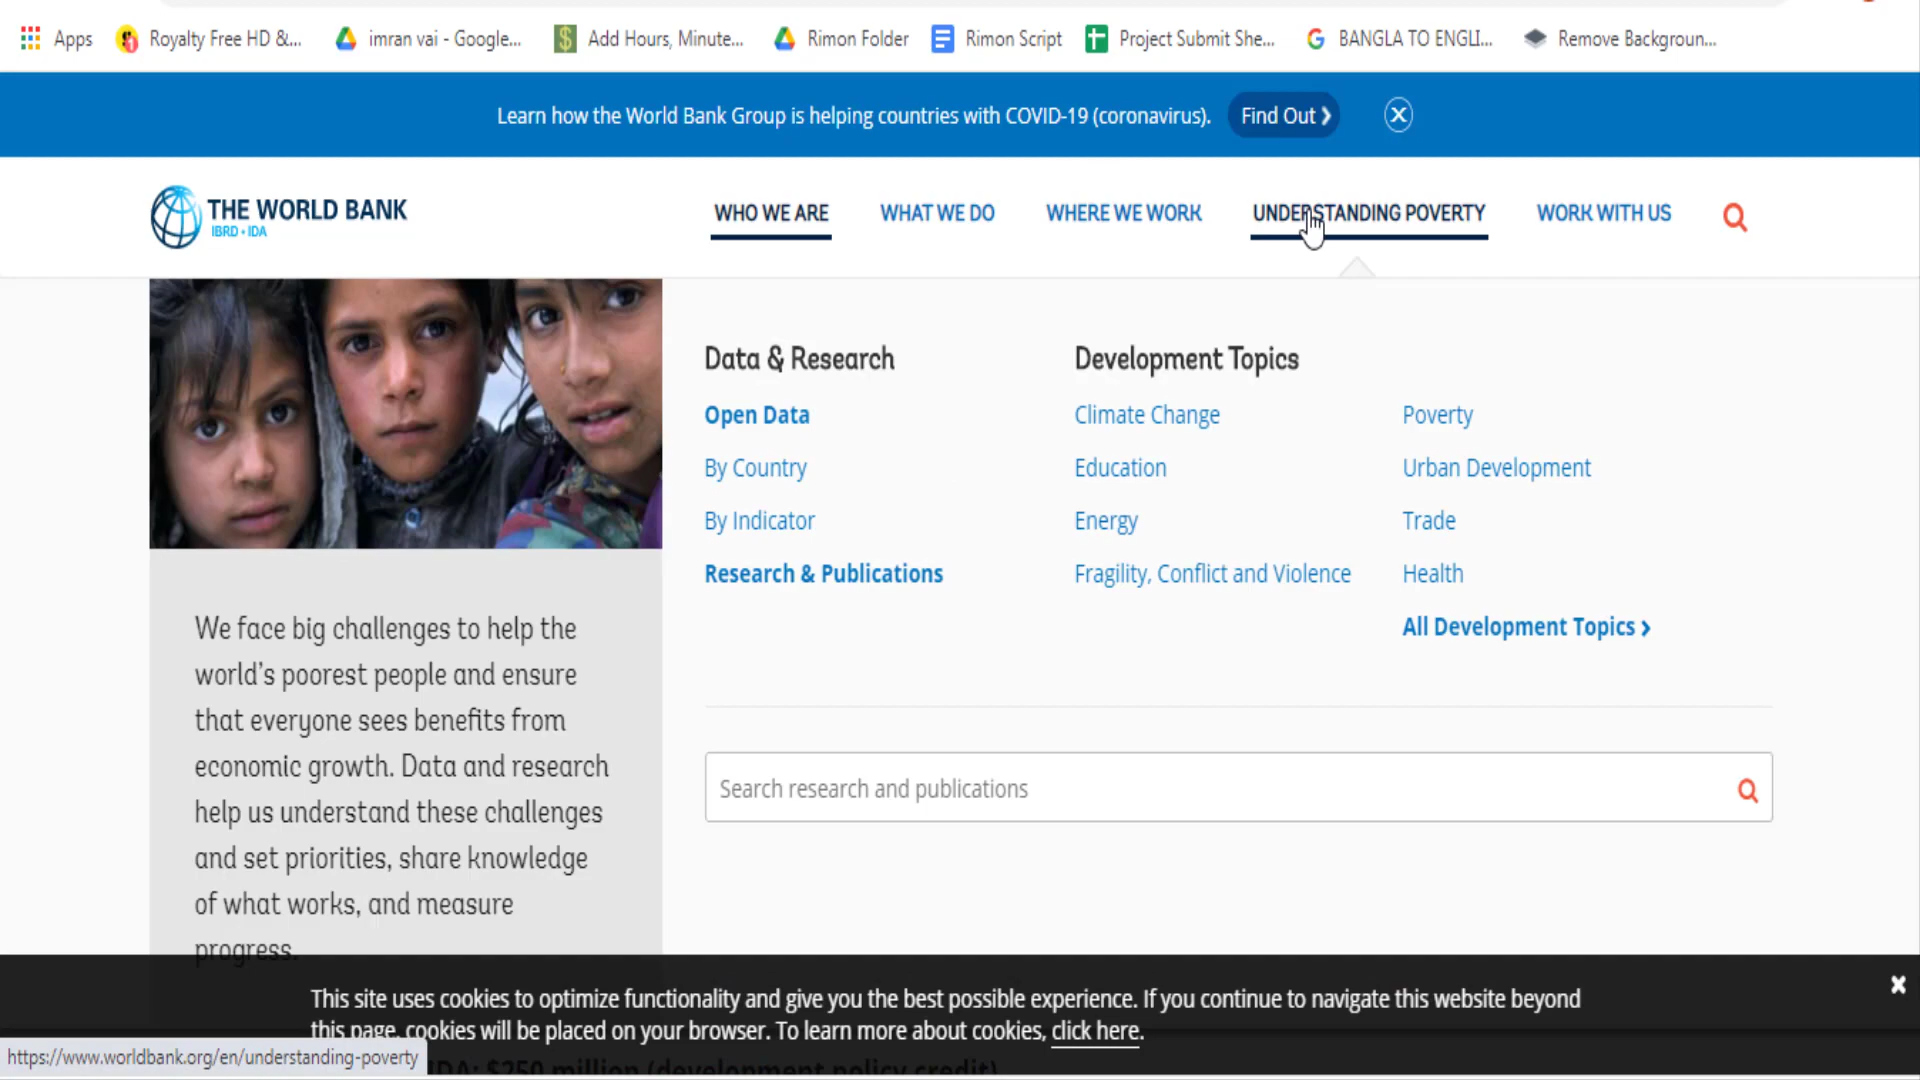 Apps Royalty Free HD &... imran vai - Google... Add Hours, Minute... Rimon Folder Rimon Script Project Submit She... BANGLA TO ENGLI... Remove Backgroun...
Learn how the World Bank Group is helping countries with COVID-19 (coronavirus). Find Out ❯
THE WORLD BANK
IBRD • IDA
WHO WE ARE WHAT WE DO WHERE WE WORK UNDERSTANDING POVERTY WORK WITH US
Data & Research
Open Data
By Country
By Indicator
Research & Publications
Development Topics
Climate Change
Education
Energy
Fragility, Conflict and Violence
Poverty
Urban Development
Trade
Health
All Development Topics ❯
Search research and publications
We face big challenges to help the
world's poorest people and ensure
that everyone sees benefits from
economic growth. Data and research
help us understand these challenges
and set priorities, share knowledge
of what works, and measure
progress.
This site uses cookies to optimize functionality and give you the best possible experience. If you continue to navigate this website beyond
this page, cookies will be placed on your browser. To learn more about cookies, click here.
https://www.worldbank.org/en/understanding-poverty
IDA: $250 million (development policy credit)